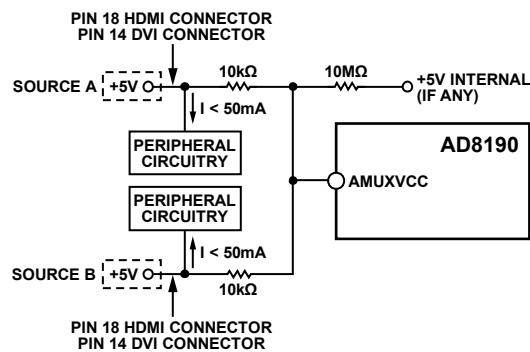 PIN 18 HDMI CONNECTOR
PIN 14 DVI CONNECTOR
SOURCE A
+5V
10kΩ
10MΩ
+5V INTERNAL
(IF ANY)
I < 50mA
PERIPHERAL
CIRCUITRY
AD8190
AMUXVCC
PERIPHERAL
CIRCUITRY
I < 50mA
SOURCE B
+5V
10kΩ
PIN 18 HDMI CONNECTOR
PIN 14 DVI CONNECTOR